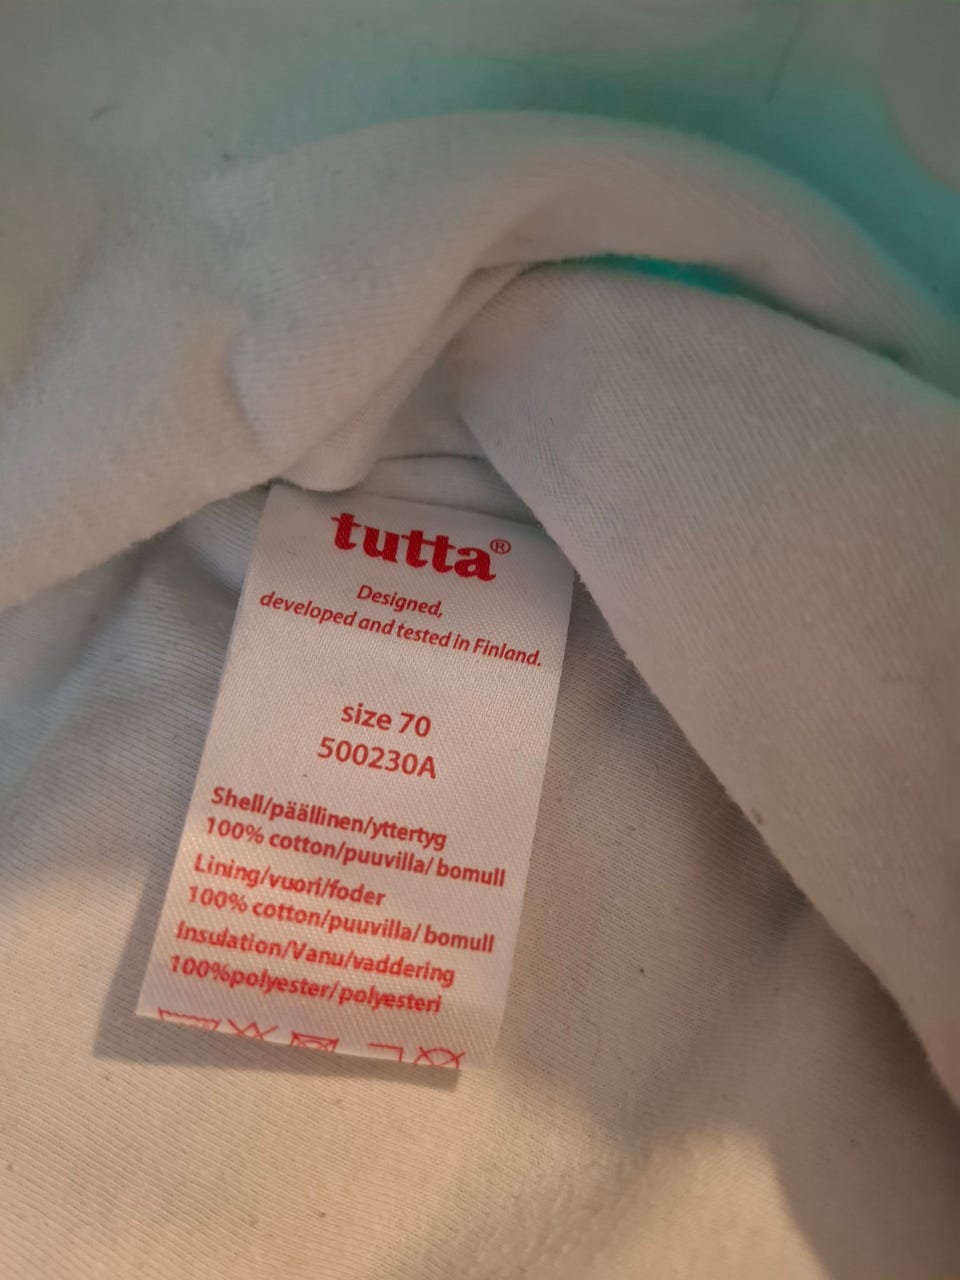 tutta®
Designed,
developed and tested in Finland.
size 70
500230A
Shell/päällinen/yttertyg
100% cotton/puuvilla/ bomull
Lining/vuori/foder
100% cotton/puuvilla/ bomull
Insulation/Vanu/vaddering
100%polyester/polyesteri